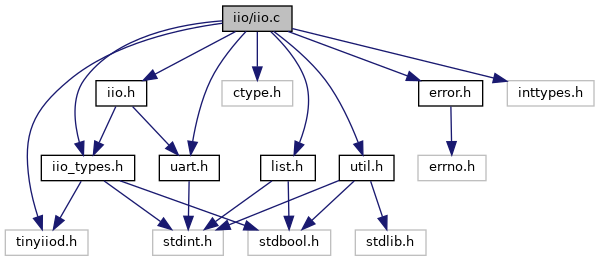 iio/iio.c
iio.h
ctype.h
error.h
inttypes.h
iio_types.h
uart.h
list.h
util.h
errno.h
tinyiiod.h
stdint.h
stdbool.h
stdlib.h